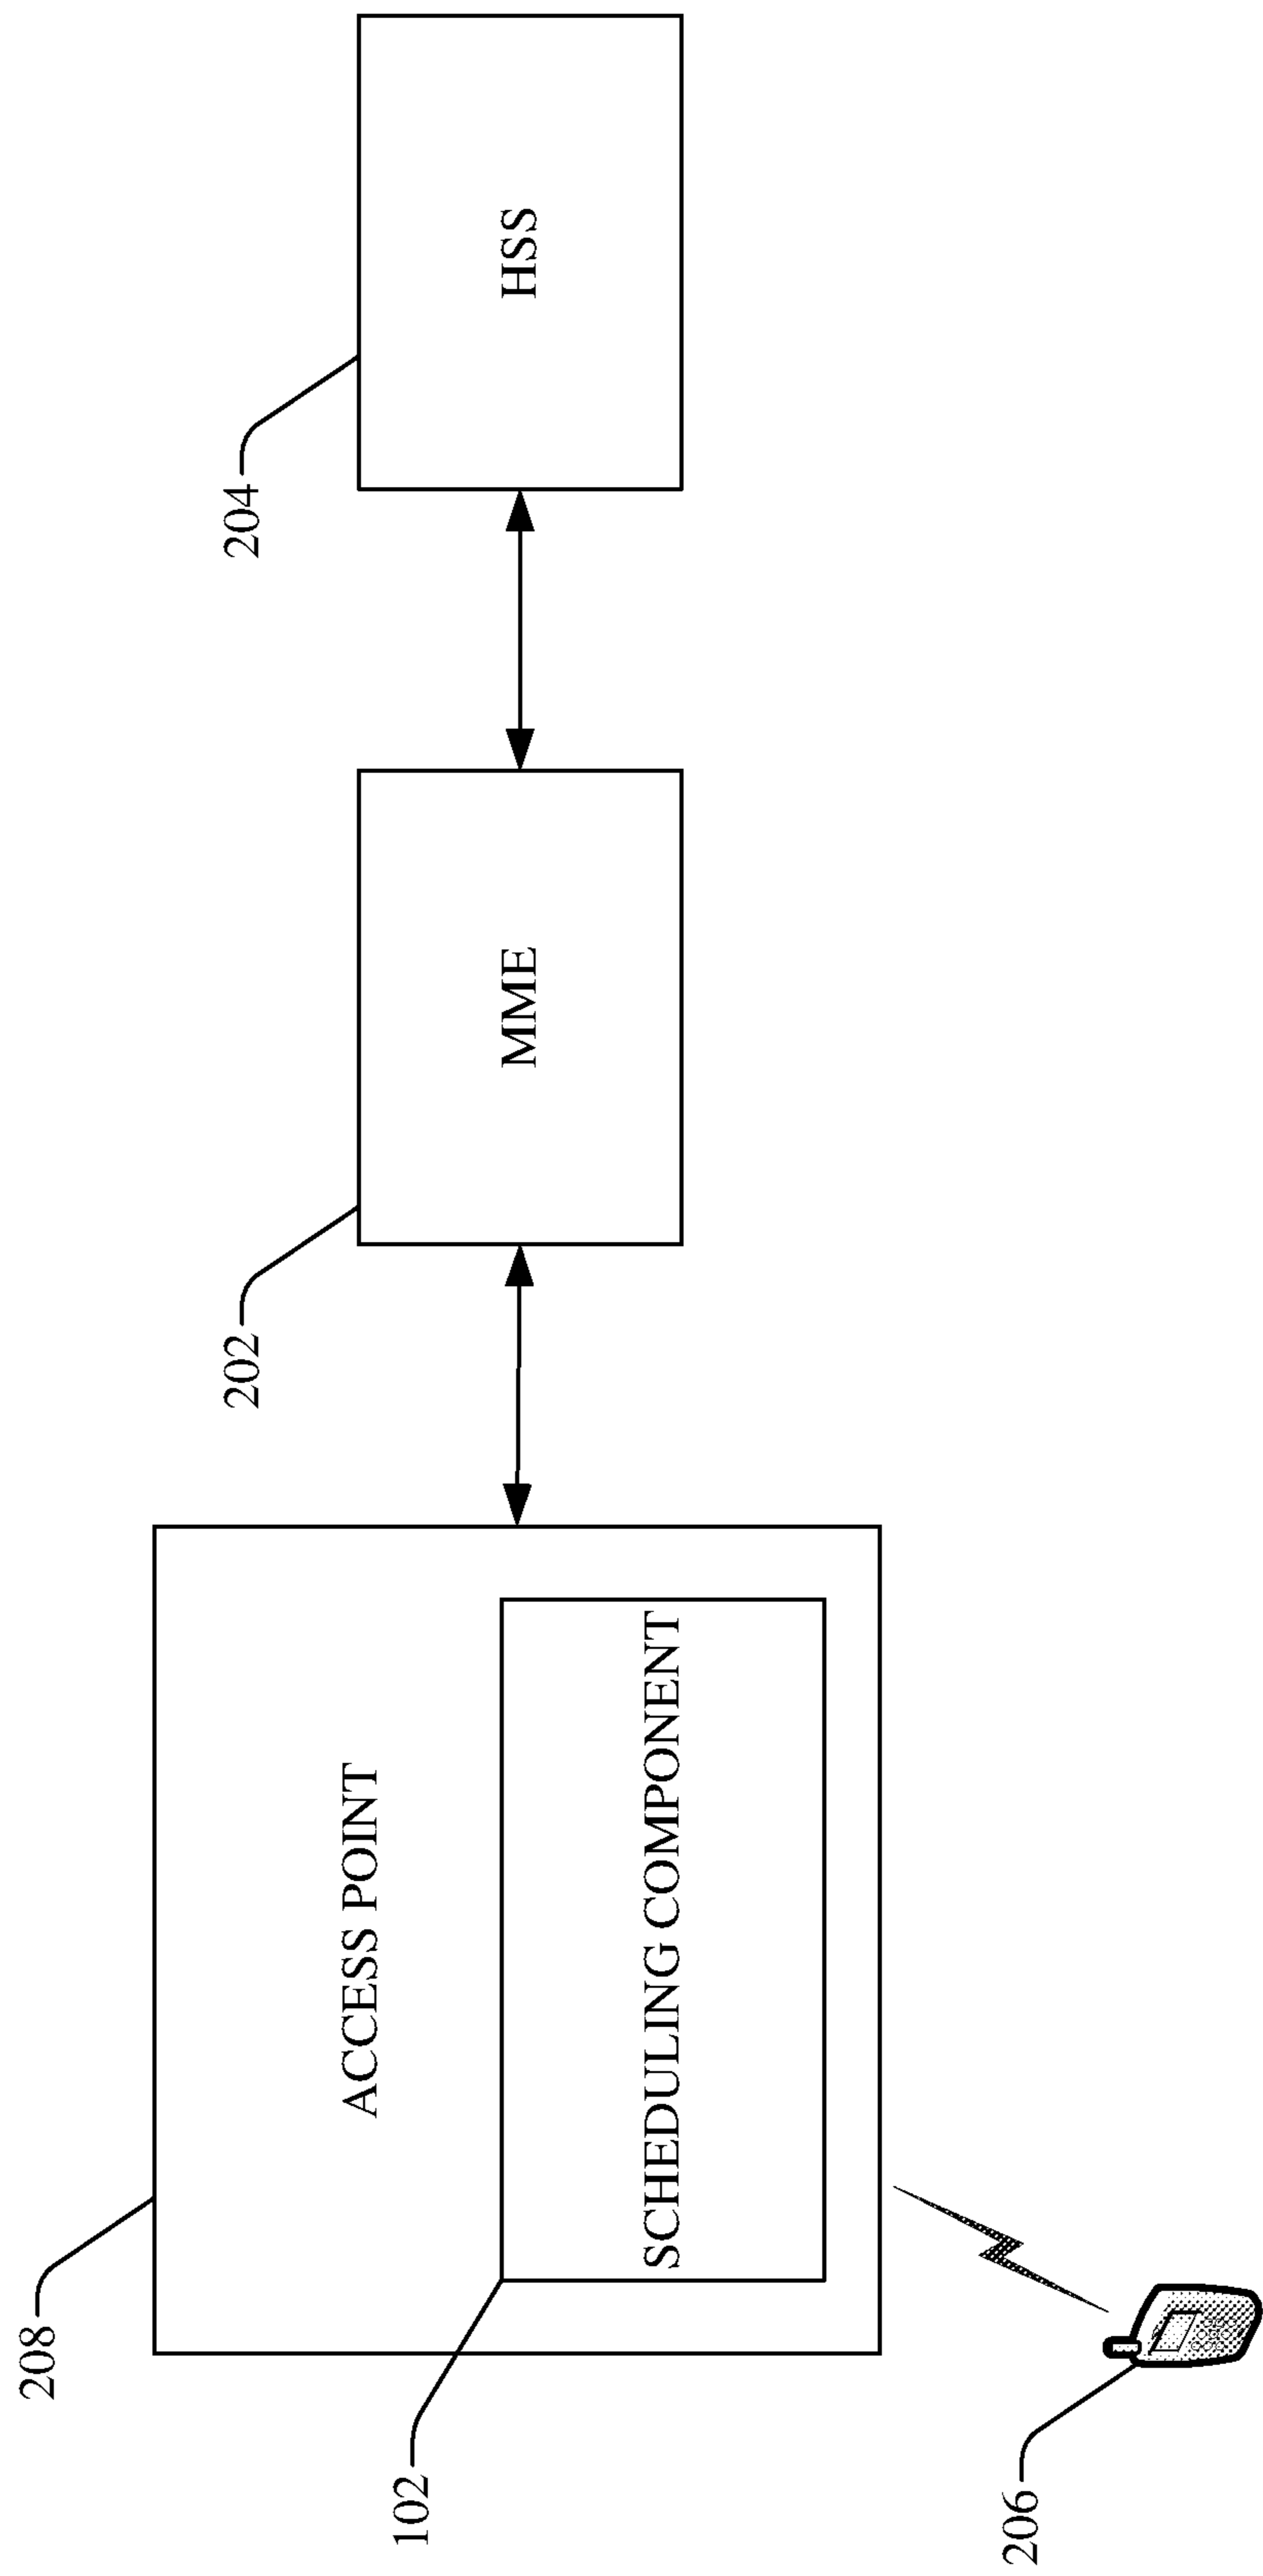 208
102
206
ACCESS POINT
SCHEDULING COMPONENT
202
MME
204
HSS